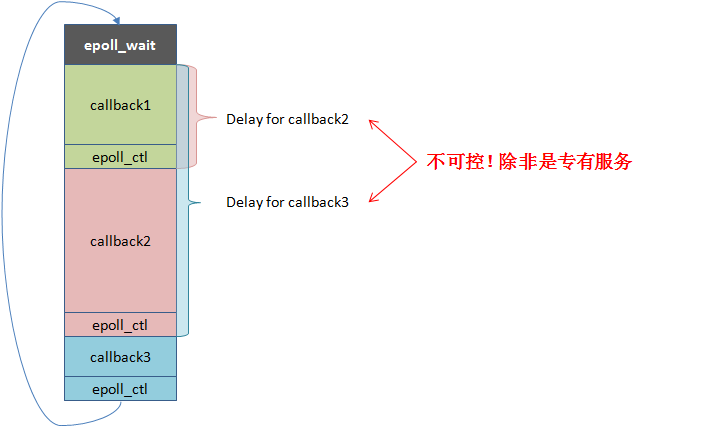 epoll_wait
callback1
Delay for callback2
epoll_ctl
不可控！除非是专有服务
Delay for callback3
callback2
epoll_ctl
callback3
epoll_ctl